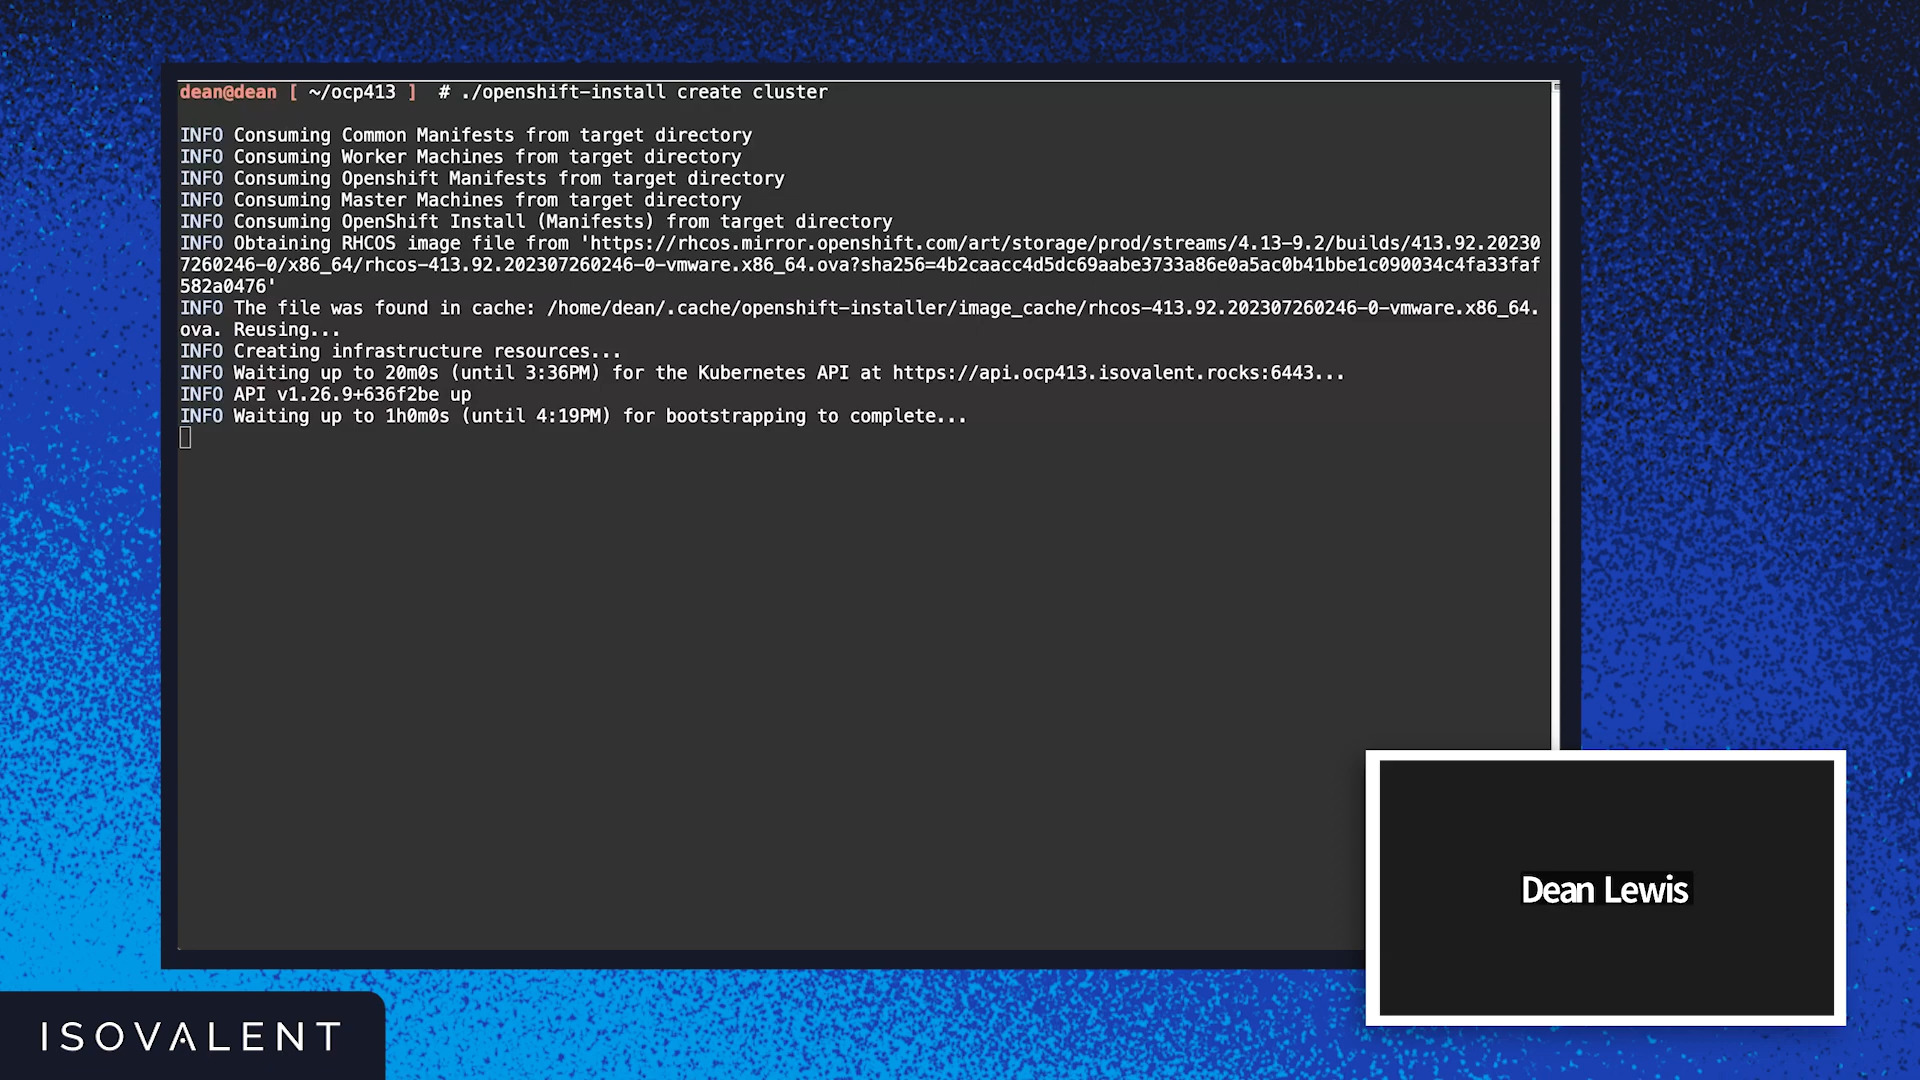 dean@dean [ ~/ocp413 ]  # ./openshift-install create cluster
INFO Consuming Common Manifests from target directory
INFO Consuming Worker Machines from target directory
INFO Consuming Openshift Manifests from target directory
INFO Consuming Master Machines from target directory
INFO Consuming OpenShift Install (Manifests) from target directory
INFO Obtaining RHCOS image file from 'https://rhcos.mirror.openshift.com/art/storage/prod/streams/4.13-9.2/builds/413.92.20230
7260246-0/x86_64/rhcos-413.92.202307260246-0-vmware.x86_64.ova?sha256=4b2caacc4d5dc69aabe3733a86e0a5ac0b41bbe1c090034c4fa33faf
582a0476'
INFO The file was found in cache: /home/dean/.cache/openshift-installer/image_cache/rhcos-413.92.202307260246-0-vmware.x86_64.
ova. Reusing...
INFO Creating infrastructure resources...
INFO Waiting up to 20m0s (until 3:36PM) for the Kubernetes API at https://api.ocp413.isovalent.rocks:6443...
INFO API v1.26.9+636f2be up
INFO Waiting up to 1h0m0s (until 4:19PM) for bootstrapping to complete...
Dean Lewis
ISOVALENT